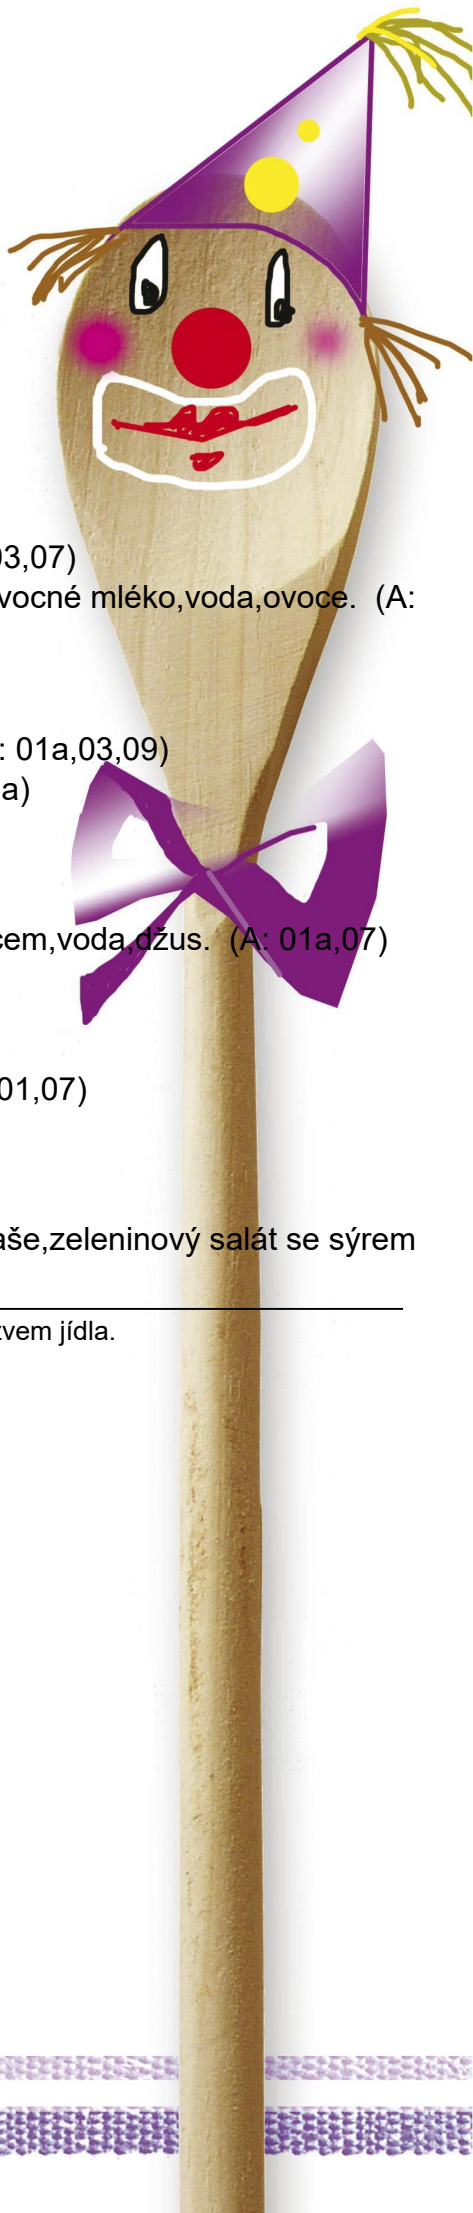 03,07)
vocné mléko,voda,ovoce. (A:
: 01a,03,09)
a)
cem,voda,džus. (A: 01a,07)
01,07)
aše,zeleninový salát se sýrem
tvem jídla.